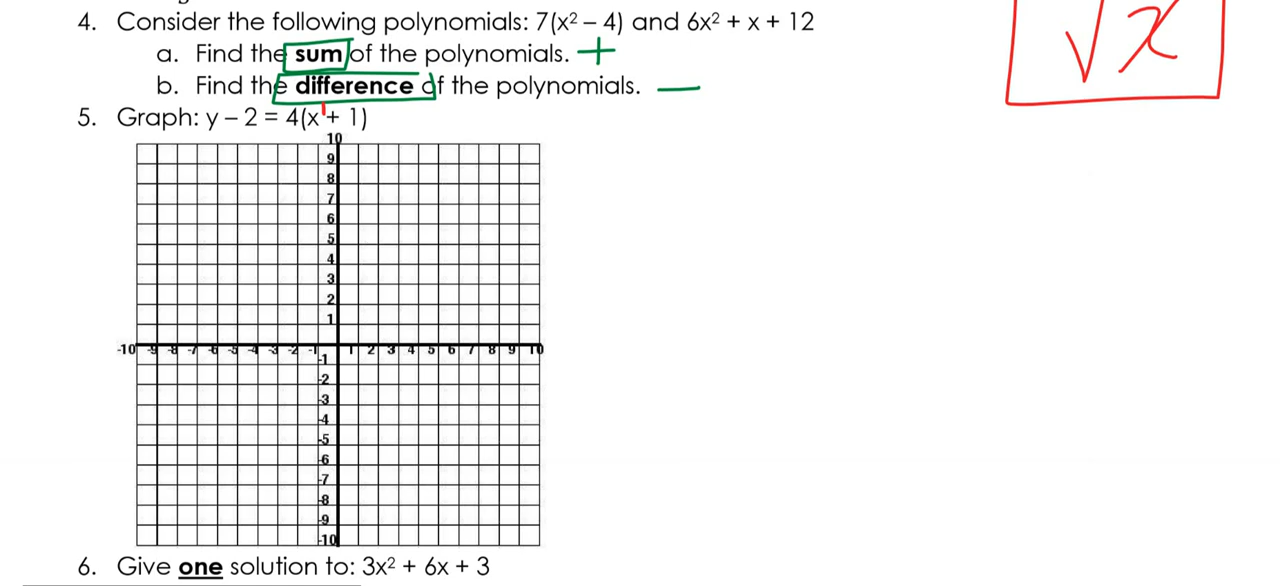 4. Consider the following polynomials: 7(x² – 4) and 6x² + x + 12
√x
a. Find the sum of the polynomials. +
b. Find the difference of the polynomials. —
5. Graph: y – 2 = 4(x + 1)
10
9
8
7
6
5
4
3
2
1
-10 -9 -8 -7 -6 -5 -4 -3 -2 -1 1 2 3 4 5 6 7 8 9 10
-1
-2
-3
-4
-5
-6
-7
-8
-9
-10
6. Give one solution to: 3x² + 6x + 3